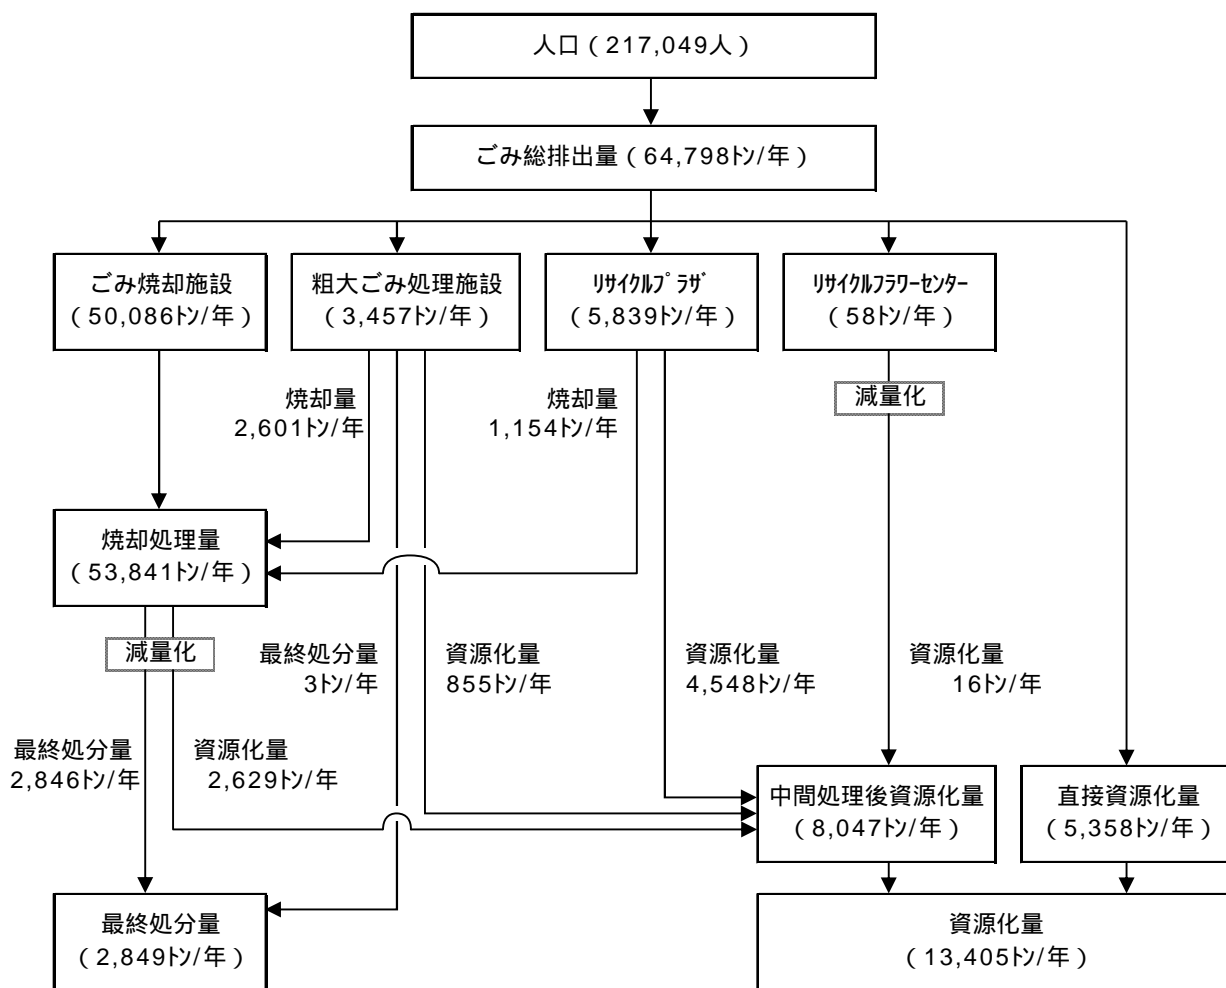 人口（217,049人）
ごみ総排出量（64,798ﾄﾝ/年）
ごみ焼却施設
（50,086ﾄﾝ/年）
粗大ごみ処理施設
（3,457ﾄﾝ/年）
ﾘｻｲｸﾙﾌﾟﾗｻﾞ
（5,839ﾄﾝ/年）
ﾘｻｲｸﾙﾌﾗﾜｰｾﾝﾀｰ
（58ﾄﾝ/年）
焼却量
2,601ﾄﾝ/年
焼却量
1,154ﾄﾝ/年
減量化
焼却処理量
（53,841ﾄﾝ/年）
減量化
最終処分量
3ﾄﾝ/年
資源化量
855ﾄﾝ/年
資源化量
4,548ﾄﾝ/年
資源化量
16ﾄﾝ/年
最終処分量
2,846ﾄﾝ/年
資源化量
2,629ﾄﾝ/年
中間処理後資源化量
（8,047ﾄﾝ/年）
直接資源化量
（5,358ﾄﾝ/年）
最終処分量
（2,849ﾄﾝ/年）
資源化量
（13,405ﾄﾝ/年）